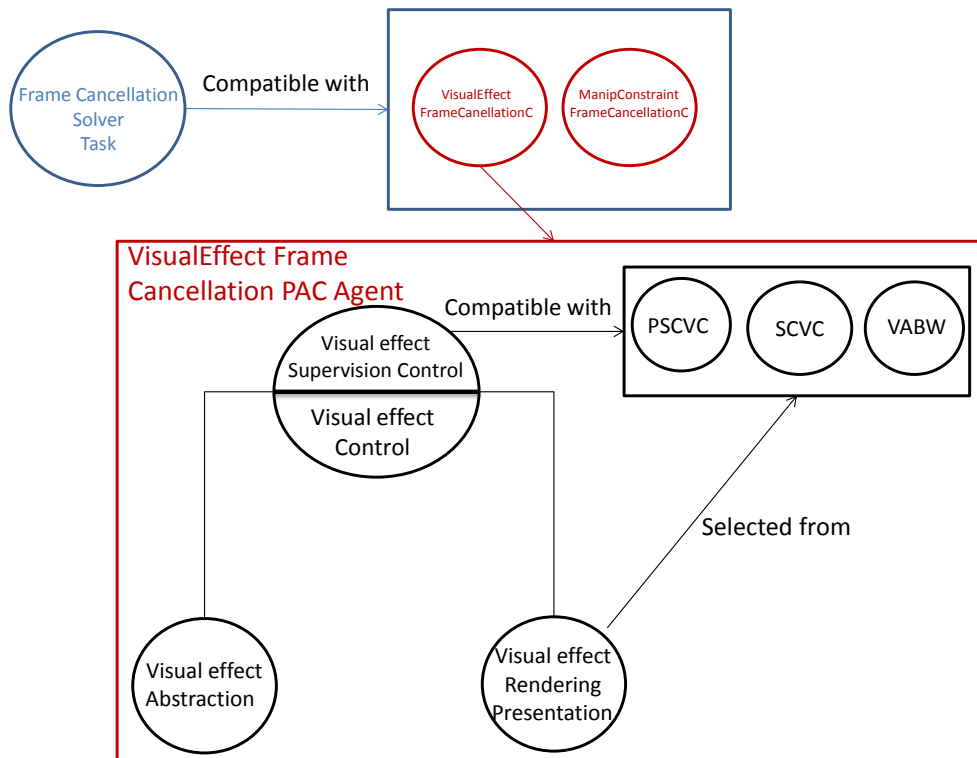 Frame Cancellation
Solver
Task
Compatible with
VisualEffect
FrameCanellationC
ManipConstraint
FrameCancellationC
VisualEffect Frame
Cancellation PAC Agent
Visual effect
Supervision Control
Visual effect
Control
Compatible with
PSCVC
SCVC
VABW
Selected from
Visual effect
Abstraction
Visual effect
Rendering
Presentation